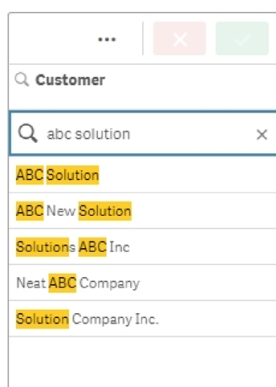 Customer
abc solution
ABC Solution
ABC New Solution
Solutions ABC Inc
Neat ABC Company
Solution Company Inc.